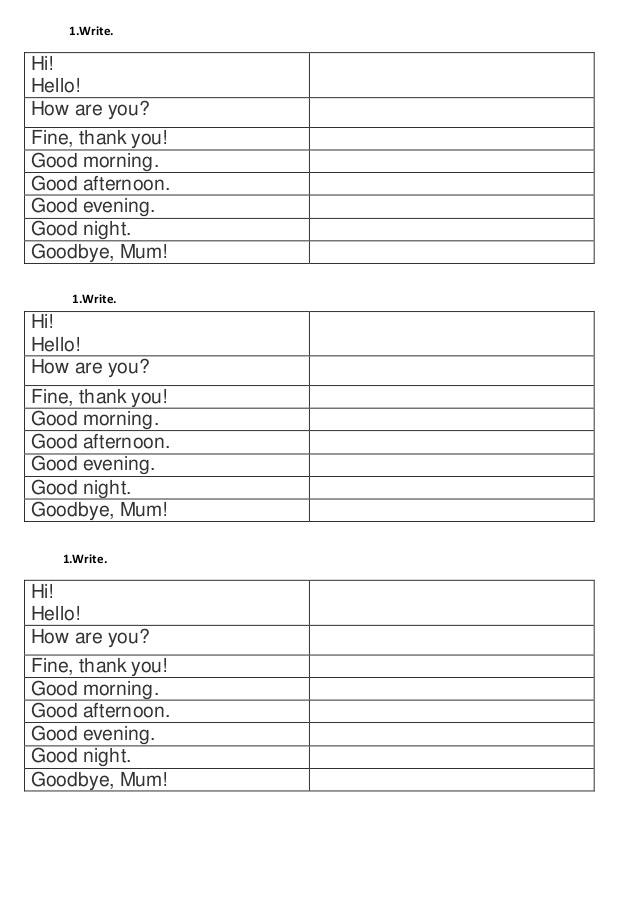 1.Write.
Hi!
Hello!
How are you?
Fine, thank you!
Good morning.
Good afternoon.
Good evening.
Good night.
Goodbye, Mum!
1.Write.
Hi!
Hello!
How are you?
Fine, thank you!
Good morning.
Good afternoon.
Good evening.
Good night.
Goodbye, Mum!
1.Write.
Hi!
Hello!
How are you?
Fine, thank you!
Good morning.
Good afternoon.
Good evening.
Good night.
Goodbye, Mum!